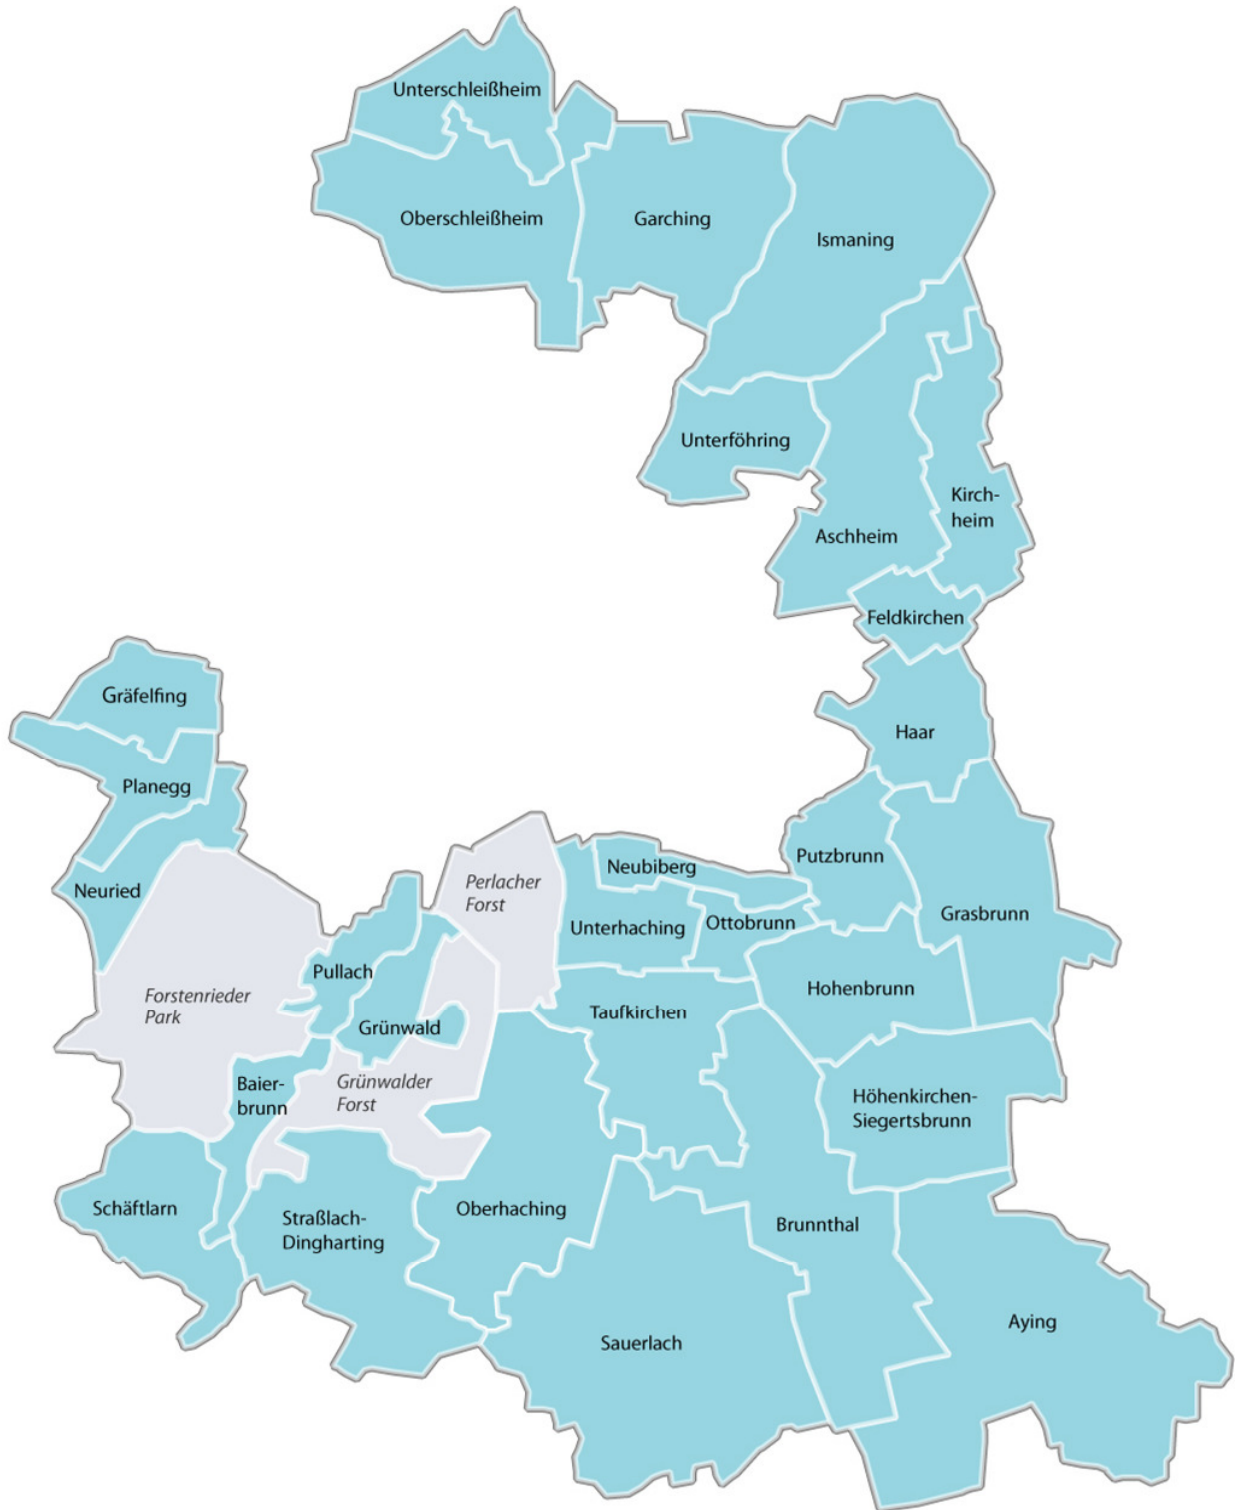 Unterschleißheim
Oberschleißheim
Garching
Ismaning
Unterföhring
Kirch-
heim
Aschheim
Feldkirchen
Gräfelfing
Haar
Planegg
Putzbrunn
Neubiberg
Perlacher
Forst
Neuried
Grasbrunn
Ottobrunn
Unterhaching
Pullach
Hohenbrunn
Forstenrieder
Park
Taufkirchen
Grünwald
Baier-
brunn
Grünwalder
Forst
Höhenkirchen-
Siegertsbrunn
Schäftlarn
Straßlach-
Dingharting
Oberhaching
Brunnthal
Aying
Sauerlach